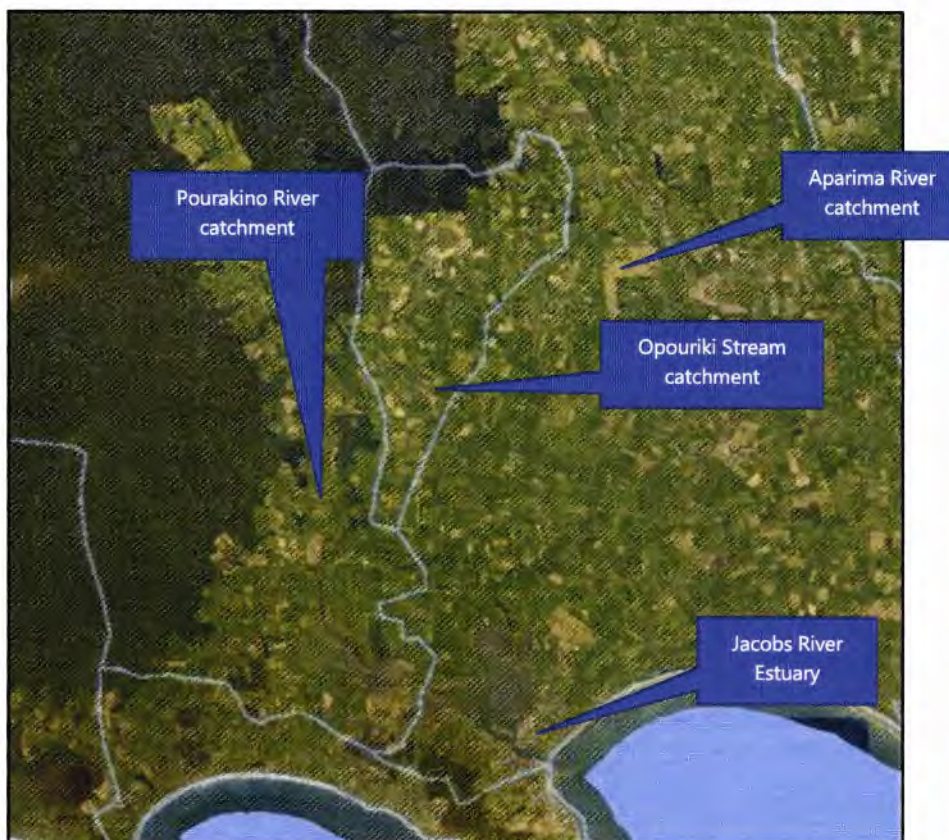 Pourakino River
catchment
Aparima River
catchment
Opouriki Stream
catchment
Jacobs River
Estuary